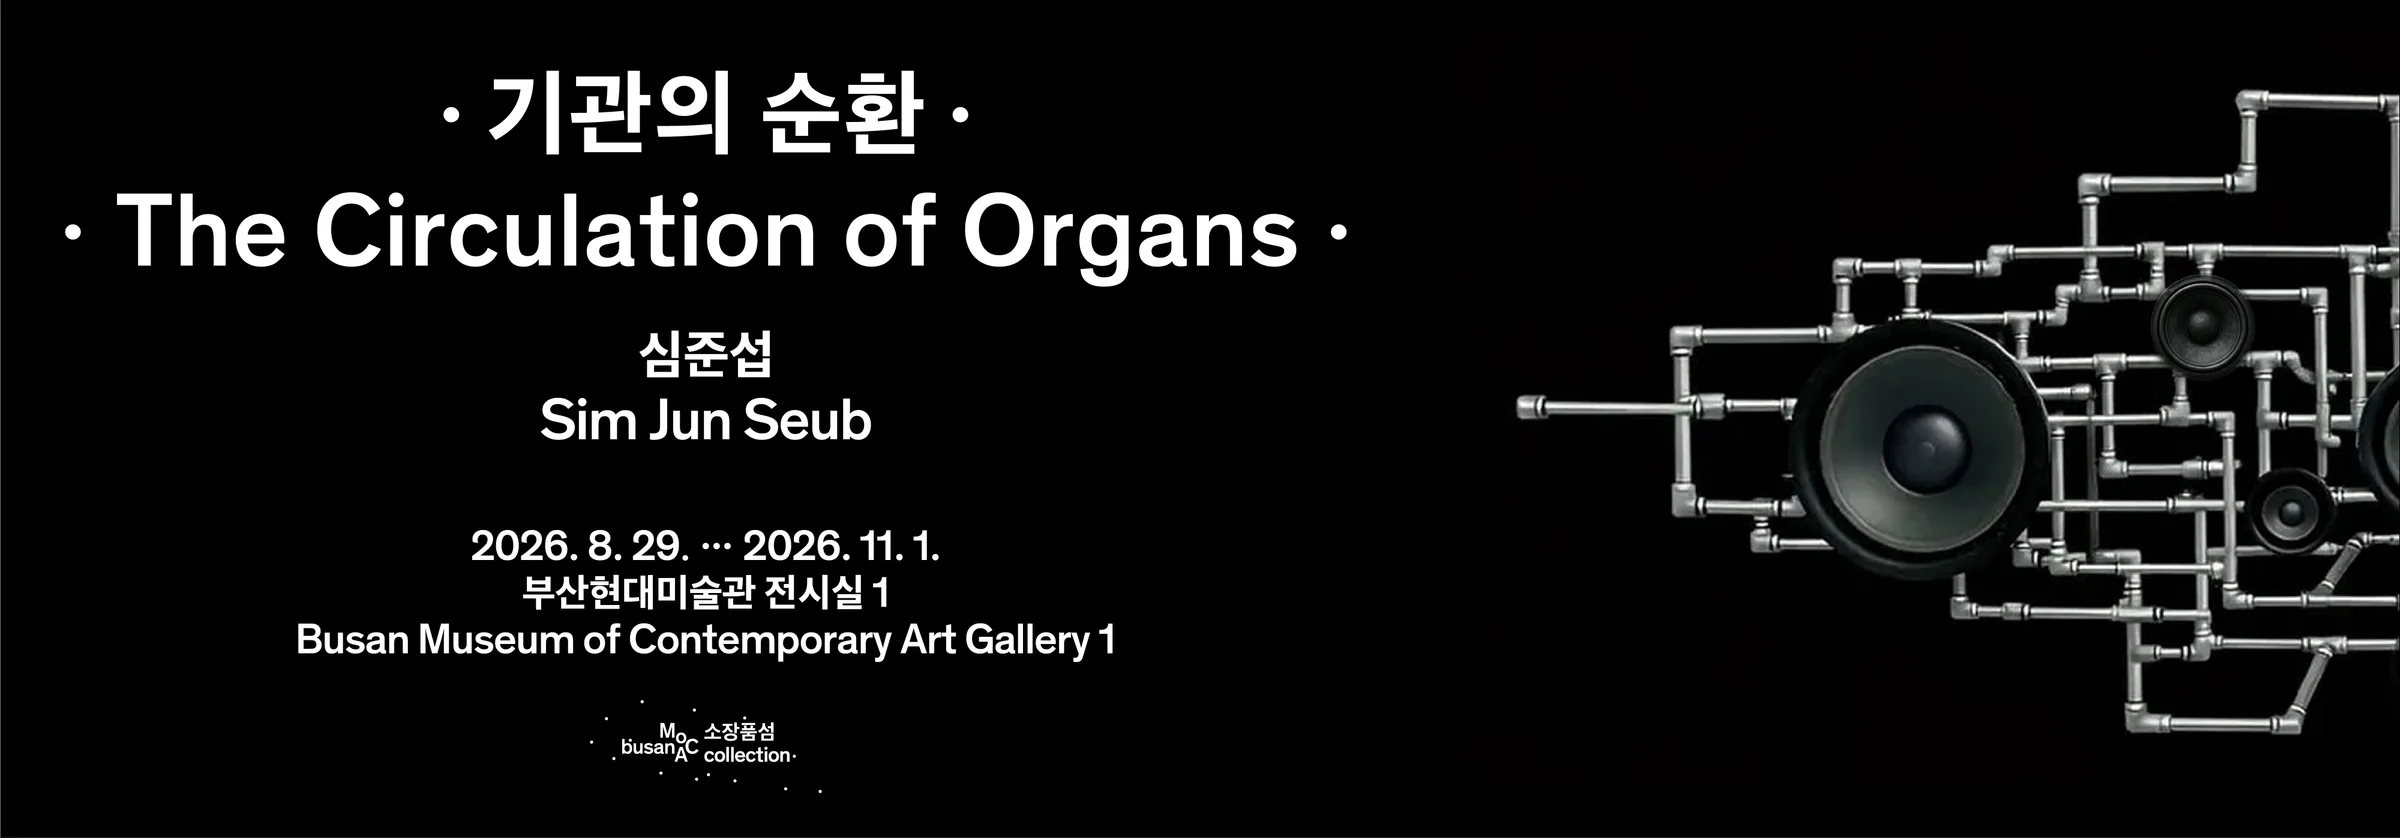 · 기관의 순환 ·
· The Circulation of Organs ·
심준섭
Sim Jun Seub
2026. 8. 29. ··· 2026. 11. 1.
부산현대미술관 전시실 1
Busan Museum of Contemporary Art Gallery 1
busan MoCA 소장품섬
collection·